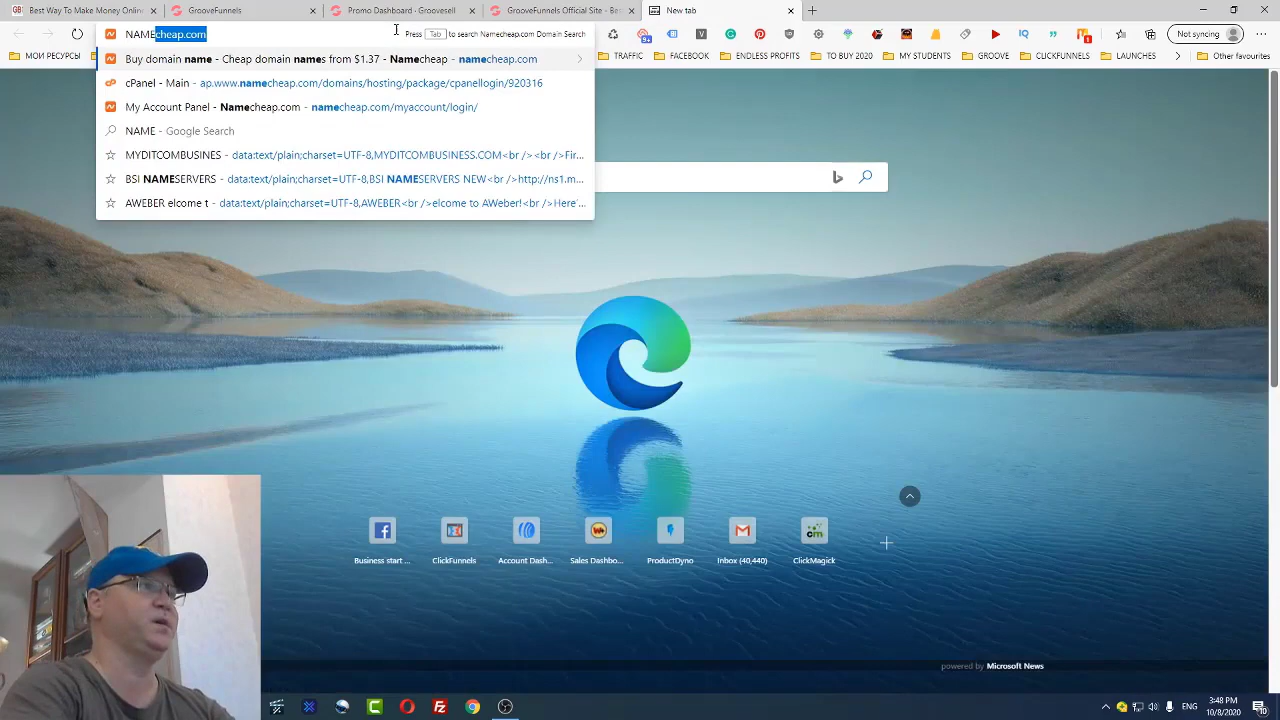 Best Way To Make Money Online
GrooveFunnels
Promo Dashboard · Groovesell
GrooveFunnels Official Site - Be
New tab
NAMEcheap.com
Press Tab to search Namecheap.com Domain Search
Not syncing
МОИ РЕСУРСЫ
TRAFFIC
FACEBOOK
ENDLESS PROFITS
TO BUY 2020
GROOVE
FUNNELS
LAUNCHES
Other favourites
Buy domain name - Cheap domain names from $1.37 - Namecheap - namecheap.com
cPanel - Main - ap.www.namecheap.com/domains/hosting/package/cpanellogin/920316
My Account Panel - Namecheap.com - namecheap.com/myaccount/login/
NAME - Google Search
MYDITCOMBUSINES - data:text/plain;charset=UTF-8,MYDITCOMBUSINESS.COM<br /><br />Fir...
BSI NAMESERVERS - data:text/plain;charset=UTF-8,BSI NAMESERVERS NEW<br />http://ns1.m...
AWEBER elcome t - data:text/plain;charset=UTF-8,AWEBER<br />elcome to AWeber!<br />Here'...
Business start ...
ClickFunnels
Account Dash...
Sales Dashbo...
ProductDyno
Inbox (40,440)
ClickMagick
powered by Microsoft News
ENG
3:48 PM
10/8/2020